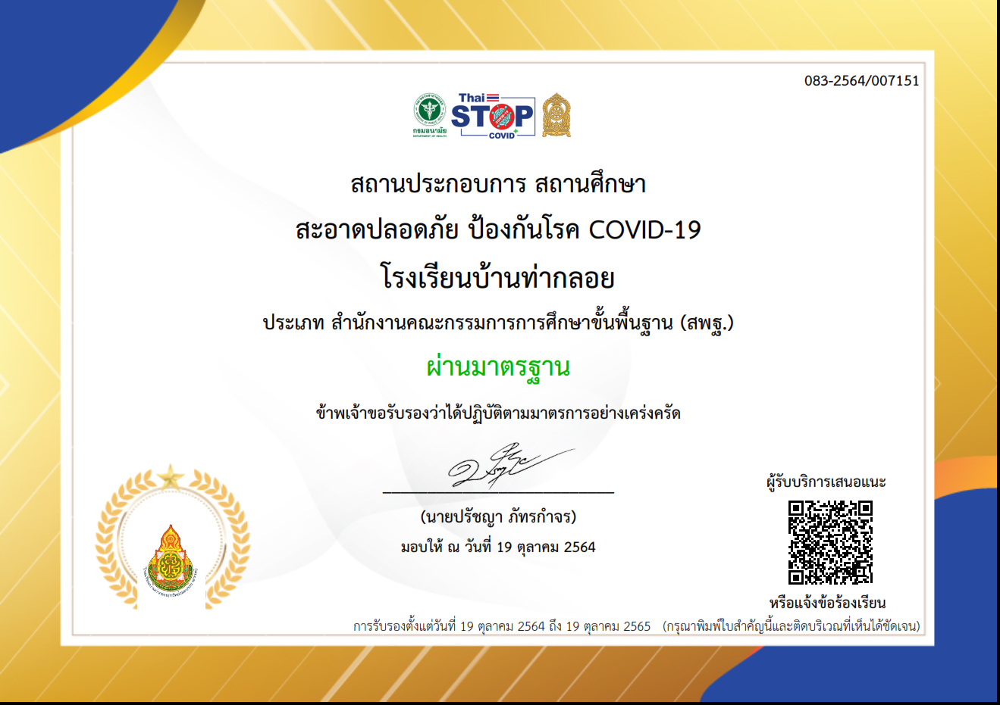 083-2564/007151
Thai
STOP
COVID
กรมอนามัย
DEPARTMENT OF HEALTH
สถานประกอบการ สถานศึกษา
สะอาดปลอดภัย ป้องกันโรค COVID-19
โรงเรียนบ้านท่ากลอย
ประเภท สำนักงานคณะกรรมการการศึกษาขั้นพื้นฐาน (สพฐ.)
ผ่านมาตรฐาน
ข้าพเจ้าขอรับรองว่าได้ปฏิบัติตามมาตรการอย่างเคร่งครัด
(นายปรัชญา ภัทรกำจร)
มอบให้ ณ วันที่ 19 ตุลาคม 2564
ผู้รับบริการเสนอแนะ
หรือแจ้งข้อร้องเรียน
การรับรองตั้งแต่วันที่ 19 ตุลาคม 2564 ถึง 19 ตุลาคม 2565 (กรุณาพิมพ์ใบสำคัญนี้และติดบริเวณที่เห็นได้ชัดเจน)